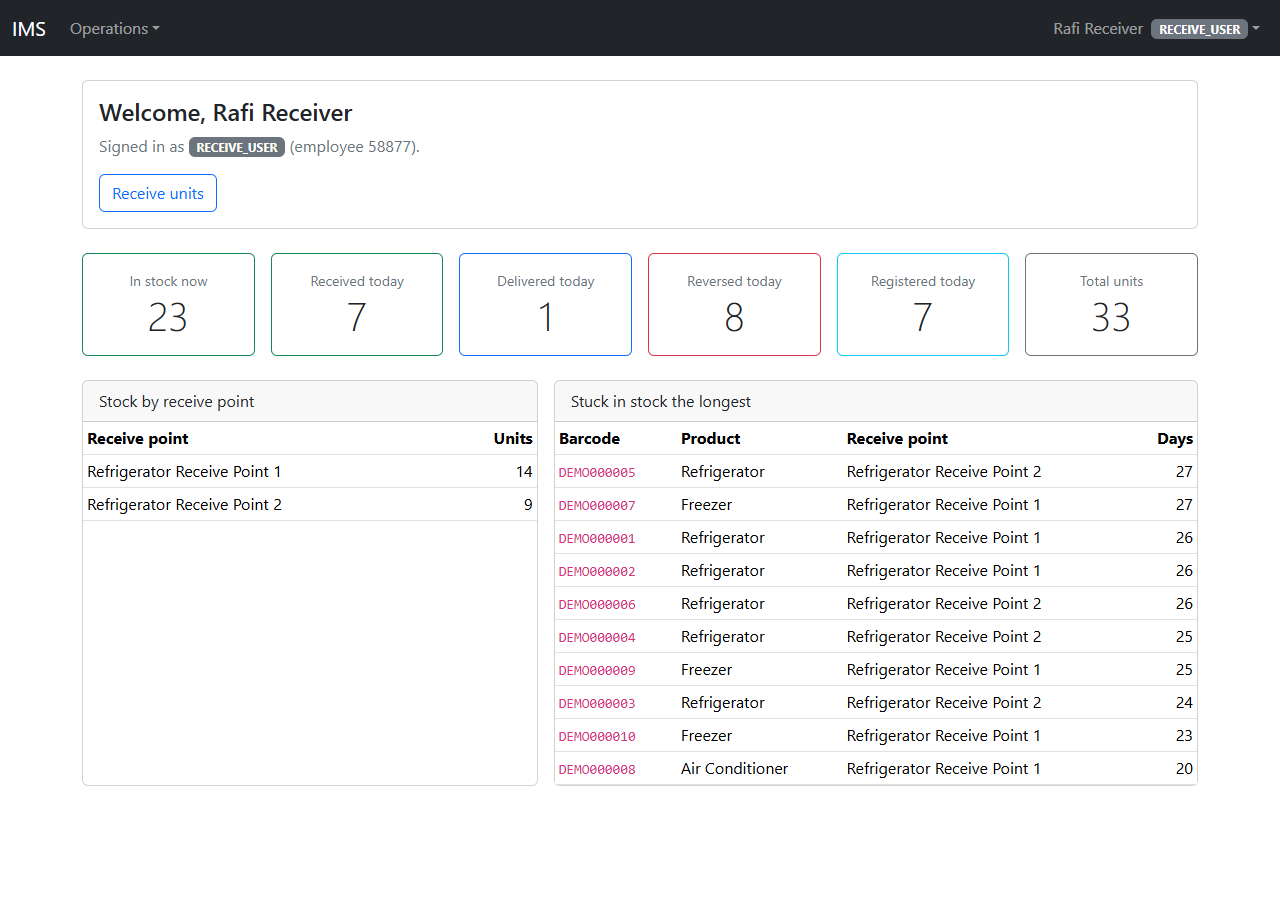 IMS Operations Rafi Receiver RECEIVE_USER
Welcome, Rafi Receiver
Signed in as RECEIVE_USER (employee 58877).
Receive units
In stock now Received today Delivered today Reversed today Registered today Total units
23 7 1 8 7 33
Stock by receive point
Receive point Units
Refrigerator Receive Point 1 14
Refrigerator Receive Point 2 9
Stuck in stock the longest
Barcode Product Receive point Days
DEMO000005 Refrigerator Refrigerator Receive Point 2 27
DEMO000007 Freezer Refrigerator Receive Point 1 27
DEMO000001 Refrigerator Refrigerator Receive Point 1 26
DEMO000002 Refrigerator Refrigerator Receive Point 1 26
DEMO000006 Refrigerator Refrigerator Receive Point 2 26
DEMO000004 Refrigerator Refrigerator Receive Point 2 25
DEMO000009 Freezer Refrigerator Receive Point 1 25
DEMO000003 Refrigerator Refrigerator Receive Point 2 24
DEMO000010 Freezer Refrigerator Receive Point 1 23
DEMO000008 Air Conditioner Refrigerator Receive Point 1 20